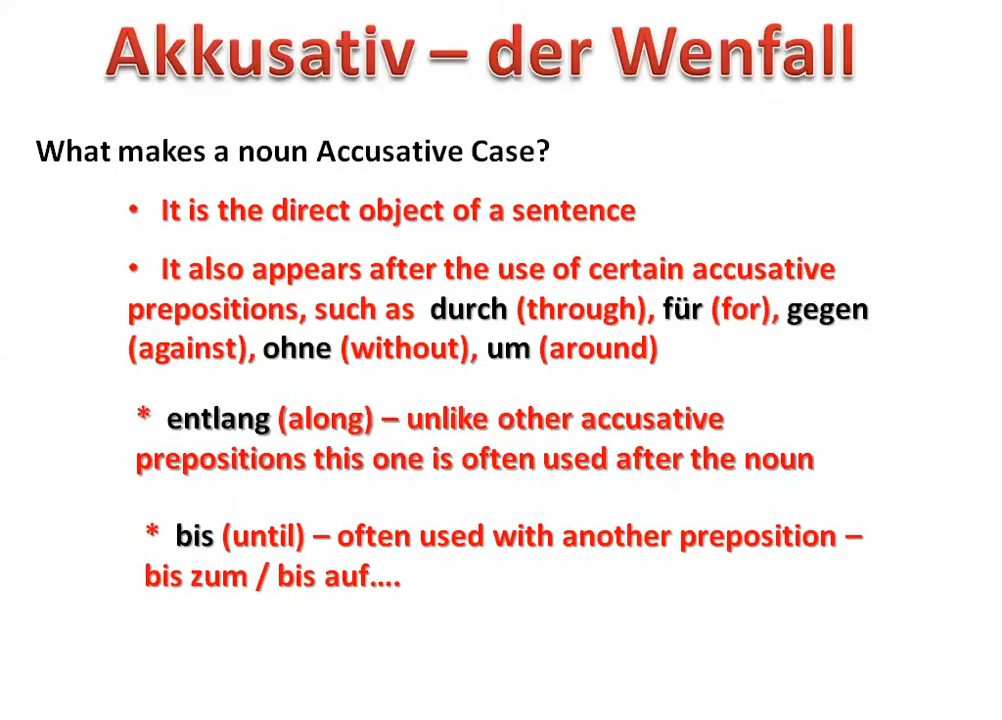 Akkusativ – der Wenfall
What makes a noun Accusative Case?
• It is the direct object of a sentence
• It also appears after the use of certain accusative
prepositions, such as durch (through), für (for), gegen
(against), ohne (without), um (around)
* entlang (along) – unlike other accusative
prepositions this one is often used after the noun
* bis (until) – often used with another preposition –
bis zum / bis auf....